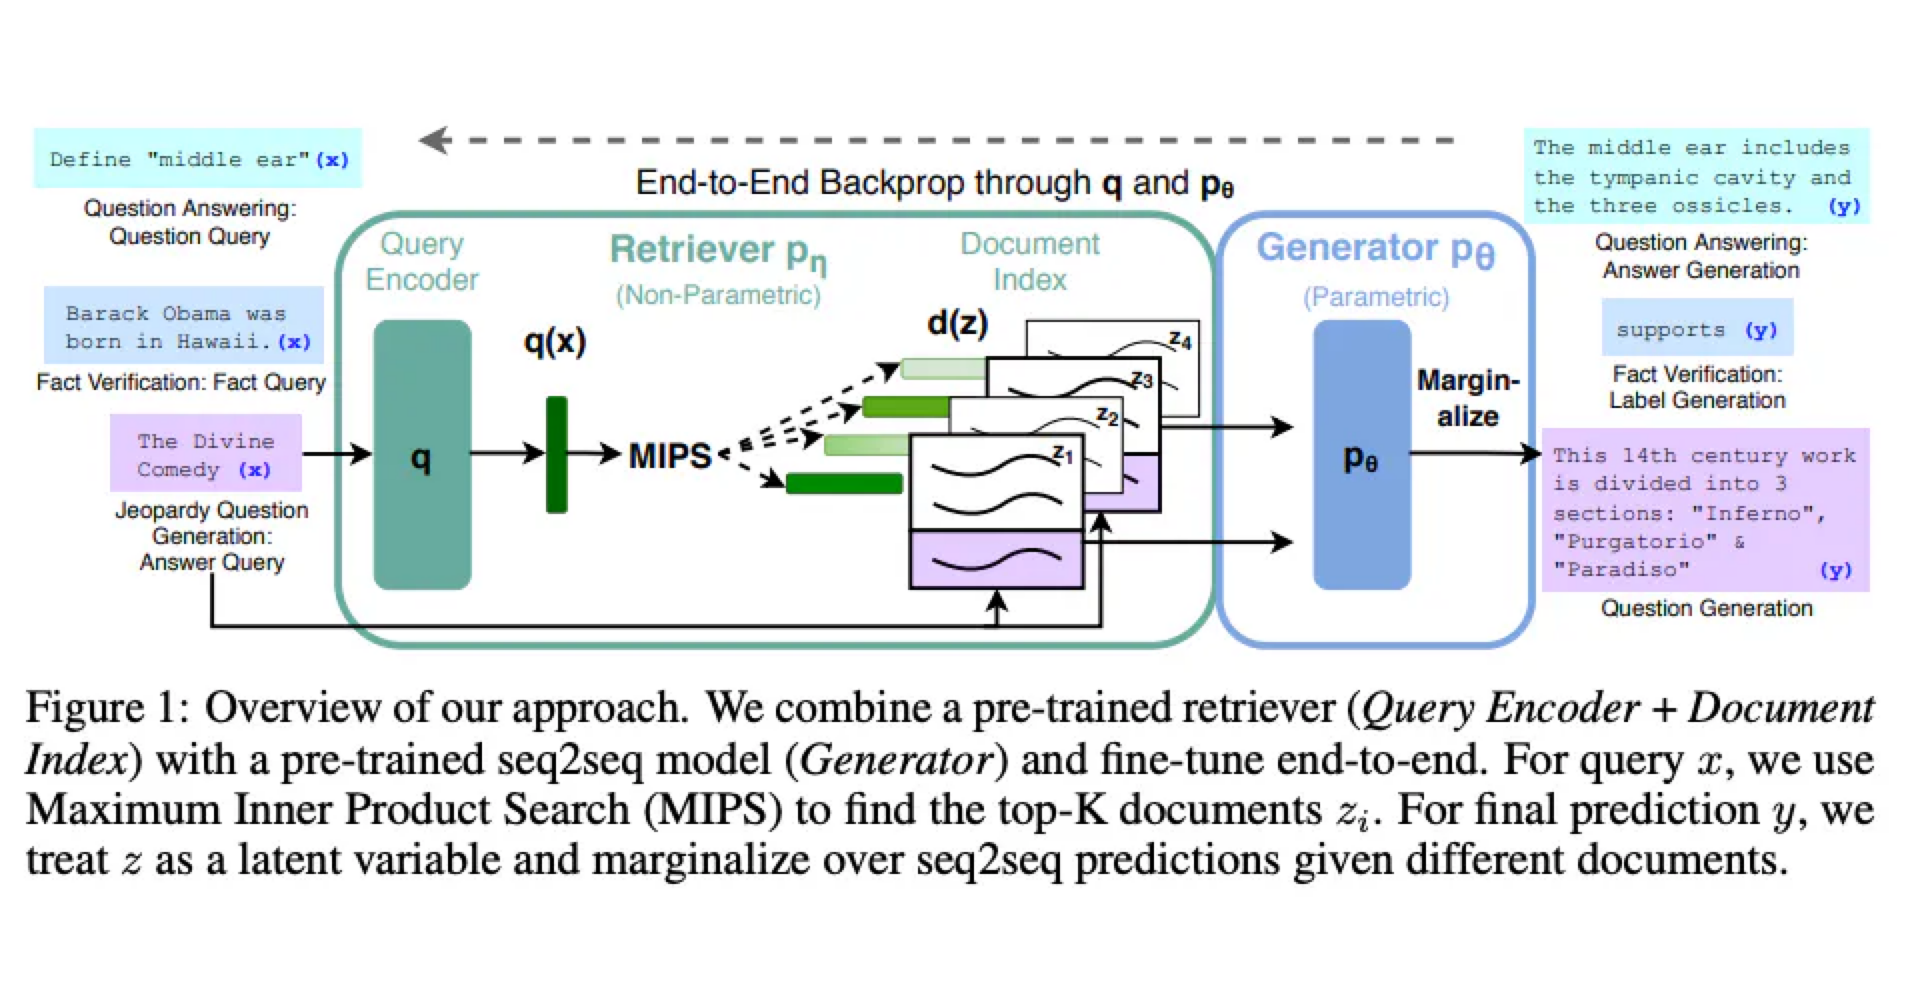 Define "middle ear" (x)
Question Answering:
Question Query
Barack Obama was
born in Hawaii. (x)
Fact Verification: Fact Query
The Divine
Comedy (x)
Jeopardy Question
Generation:
Answer Query
End-to-End Backprop through q and pθ
Query
Encoder
Retriever pη
(Non-Parametric)
Document
Index
q
q(x)
MIPS
d(z)
z4
z3
z2
z1
Generator pθ
(Parametric)
pθ
Margin-
alize
The middle ear includes
the tympanic cavity and
the three ossicles. (y)
Question Answering:
Answer Generation
supports (y)
Fact Verification:
Label Generation
This 14th century work
is divided into 3
sections: "Inferno",
"Purgatorio" &
"Paradiso" (y)
Question Generation
Figure 1: Overview of our approach. We combine a pre-trained retriever (Query Encoder + Document
Index) with a pre-trained seq2seq model (Generator) and fine-tune end-to-end. For query x, we use
Maximum Inner Product Search (MIPS) to find the top-K documents zi. For final prediction y, we
treat z as a latent variable and marginalize over seq2seq predictions given different documents.